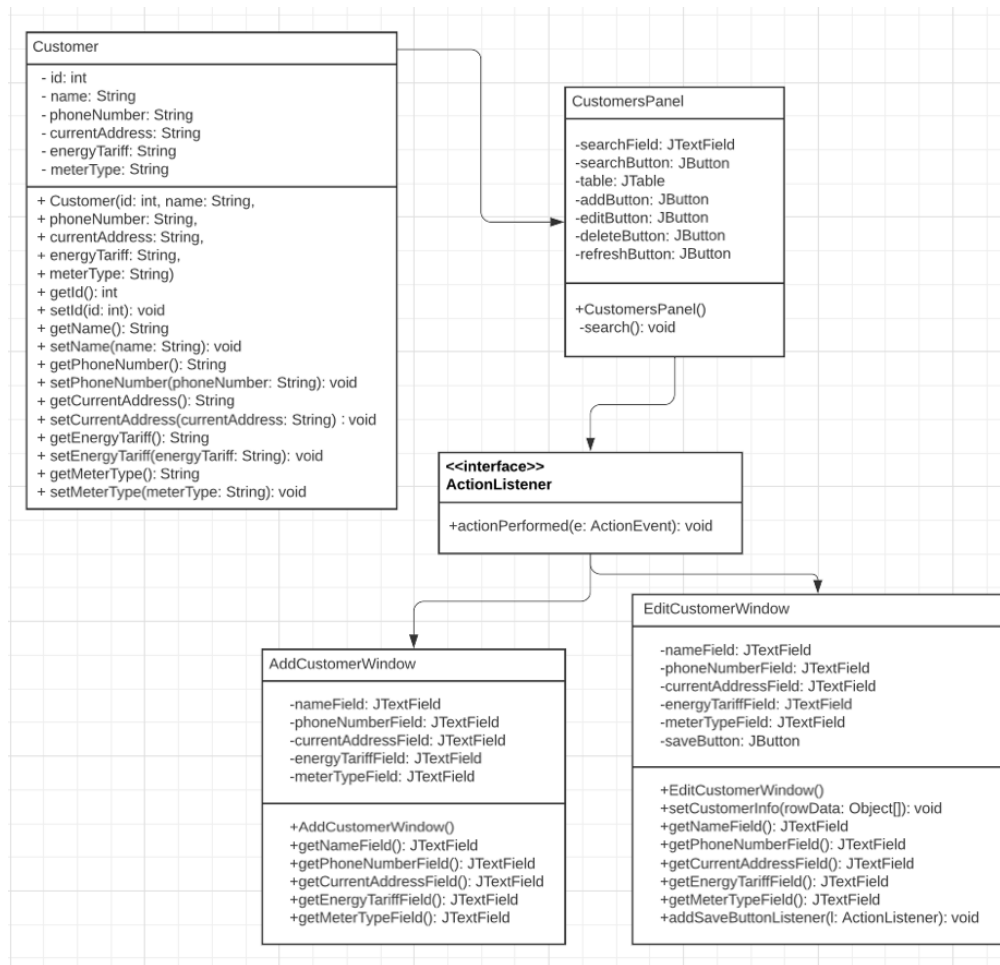 Customer
- id: int
- name: String
- phoneNumber: String
- currentAddress: String
- energyTariff: String
- meterType: String
+ Customer(id: int, name: String,
+ phoneNumber: String,
+ currentAddress: String,
+ energyTariff: String,
+ meterType: String)
+ getId(): int
+ setId(id: int): void
+ getName(): String
+ setName(name: String): void
+ getPhoneNumber(): String
+ setPhoneNumber(phoneNumber: String): void
+ getCurrentAddress(): String
+ setCurrentAddress(currentAddress: String) : void
+ getEnergyTariff(): String
+ setEnergyTariff(energyTariff: String): void
+ getMeterType(): String
+ setMeterType(meterType: String): void
CustomersPanel
-searchField: JTextField
-searchButton: JButton
-table: JTable
-addButton: JButton
-editButton: JButton
-deleteButton: JButton
-refreshButton: JButton
+CustomersPanel()
-search(): void
<<interface>>
ActionListener
+actionPerformed(e: ActionEvent): void
AddCustomerWindow
-nameField: JTextField
-phoneNumberField: JTextField
-currentAddressField: JTextField
-energyTariffField: JTextField
-meterTypeField: JTextField
+AddCustomerWindow()
+getNameField(): JTextField
+getPhoneNumberField(): JTextField
+getCurrentAddressField(): JTextField
+getEnergyTariffField(): JTextField
+getMeterTypeField(): JTextField
EditCustomerWindow
-nameField: JTextField
-phoneNumberField: JTextField
-currentAddressField: JTextField
-energyTariffField: JTextField
-meterTypeField: JTextField
-saveButton: JButton
+EditCustomerWindow()
+setCustomerInfo(rowData: Object[]): void
+getNameField(): JTextField
+getPhoneNumberField(): JTextField
+getCurrentAddressField(): JTextField
+getEnergyTariffField(): JTextField
+getMeterTypeField(): JTextField
+addSaveButtonListener(l: ActionListener): void